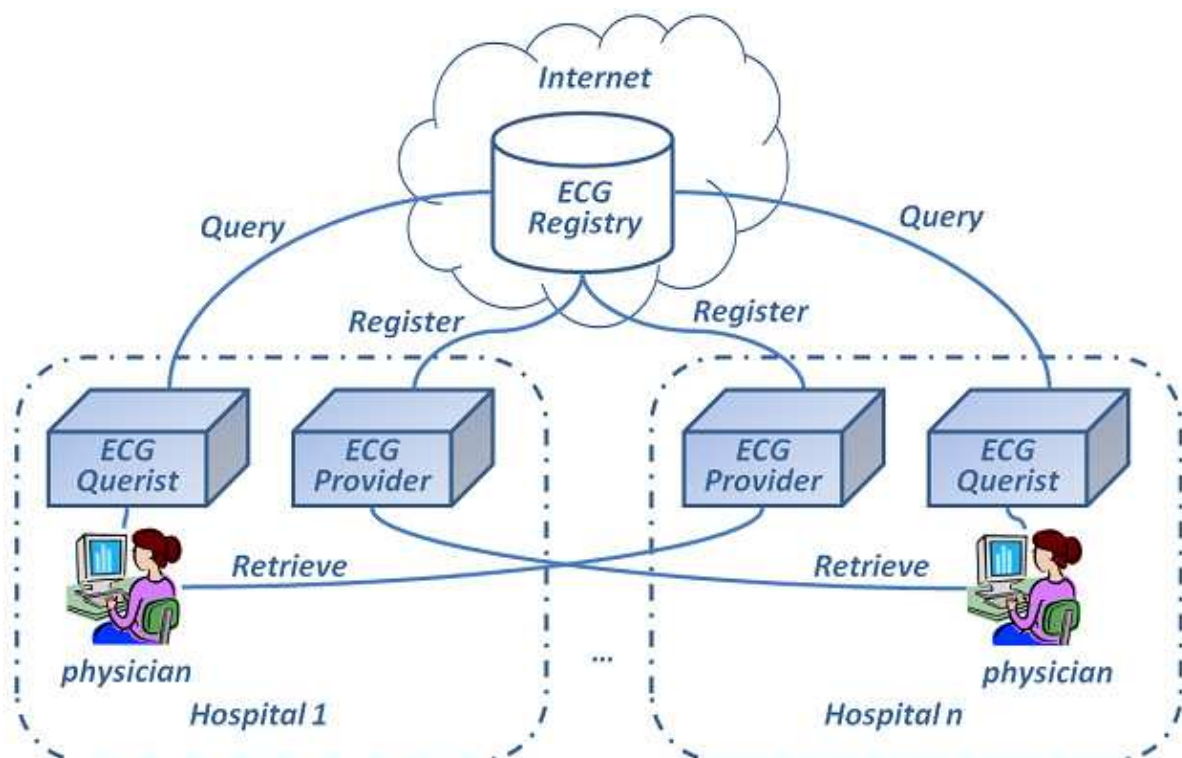 Internet
ECG
Registry
Query
Query
Register
Register
ECG
Querist
ECG
Provider
ECG
Provider
ECG
Querist
Retrieve
Retrieve
physician
...
physician
Hospital 1
Hospital n